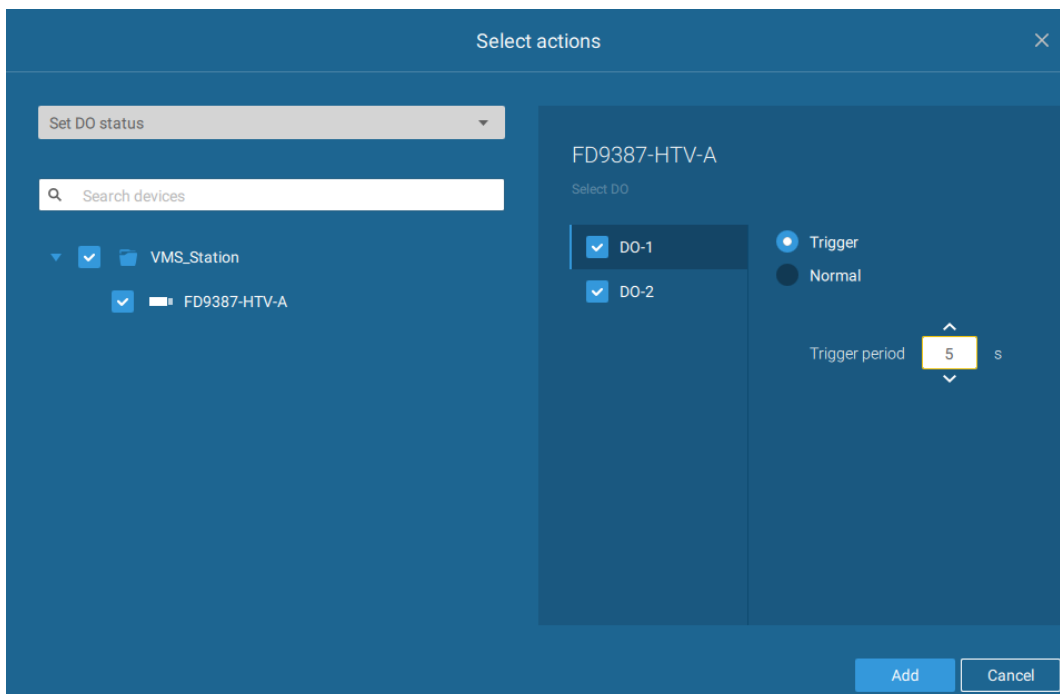 Select actions
Set DO status
Search devices
VMS_Station
FD9387-HTV-A
FD9387-HTV-A
Select DO
DO-1
DO-2
Trigger
Normal
Trigger period 5 s
Add Cancel